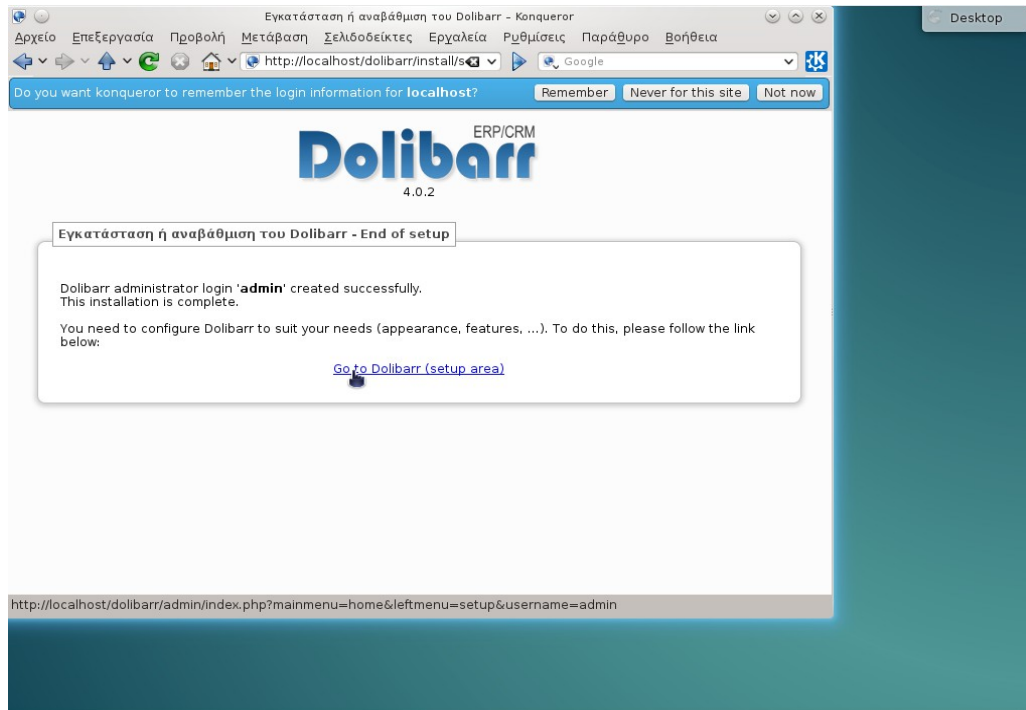 Εγκατάσταση ή αναβάθμιση του Dolibarr – Konqueror
Desktop
Αρχείο Επεξεργασία Προβολή Μετάβαση Σελιδοδείκτες Εργαλεία Ρυθμίσεις Παράθυρο Βοήθεια
http://localhost/dolibarr/install/s Google
Do you want konqueror to remember the login information for localhost? Remember Never for this site Not now
ERP/CRM
Dolibarr
4.0.2
Εγκατάσταση ή αναβάθμιση του Dolibarr - End of setup
Dolibarr administrator login 'admin' created successfully.
This installation is complete.
You need to configure Dolibarr to suit your needs (appearance, features, ...). To do this, please follow the link
below:
Go to Dolibarr (setup area)
http://localhost/dolibarr/admin/index.php?mainmenu=home&leftmenu=setup&username=admin